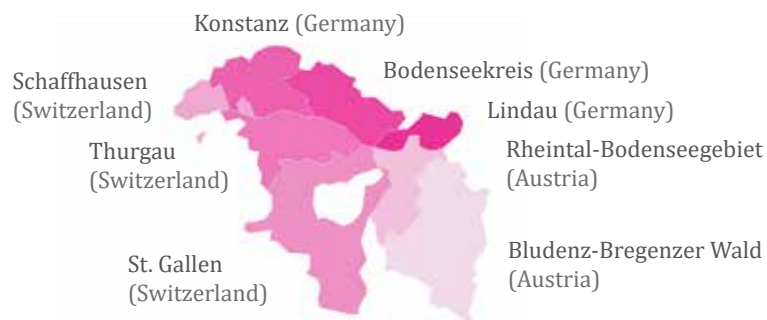 Konstanz (Germany)
Schaffhausen
(Switzerland)
Bodenseekreis (Germany)
Lindau (Germany)
Thurgau
(Switzerland)
Rheintal-Bodenseegebiet
(Austria)
St. Gallen
(Switzerland)
Bludenz-Bregenzer Wald
(Austria)